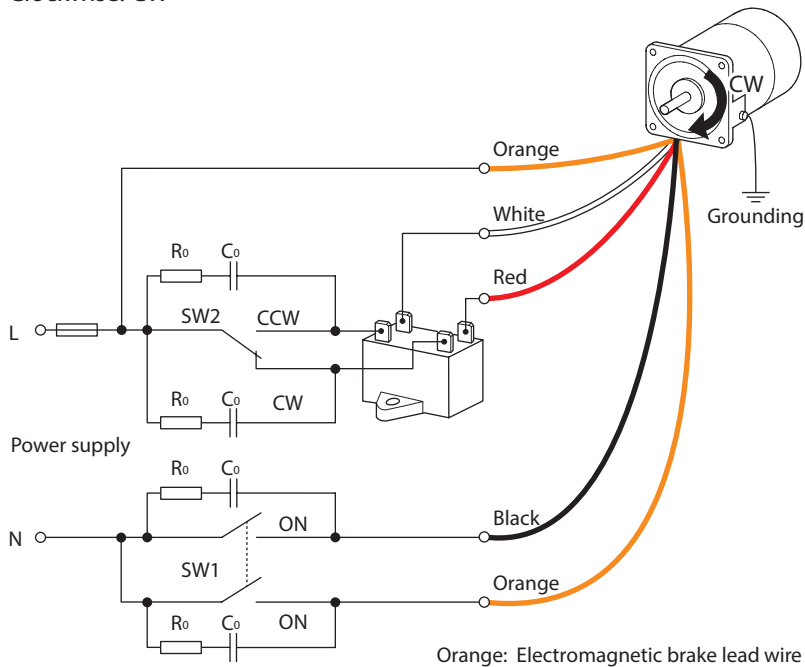 CW
Orange
White
Grounding
R₀ C₀
Red
SW2 CCW
L
R₀ C₀ CW
Power supply
R₀ C₀
Black
ON
N
SW1
Orange
R₀ C₀ ON
Orange: Electromagnetic brake lead wire